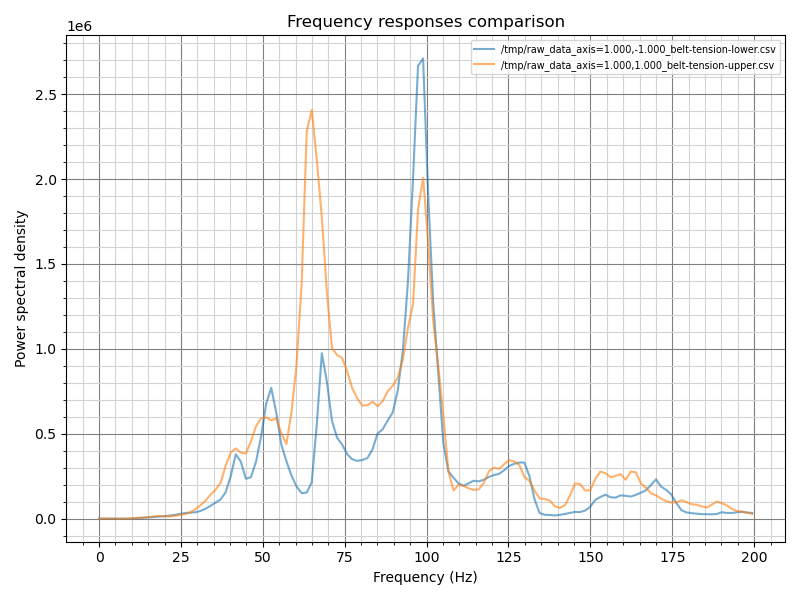 Frequency responses comparison
1e6
/tmp/raw_data_axis=1.000,-1.000_belt-tension-lower.csv
/tmp/raw_data_axis=1.000,1.000_belt-tension-upper.csv
2.5
2.0
1.5
1.0
0.5
0.0
Power spectral density
0 25 50 75 100 125 150 175 200
Frequency (Hz)